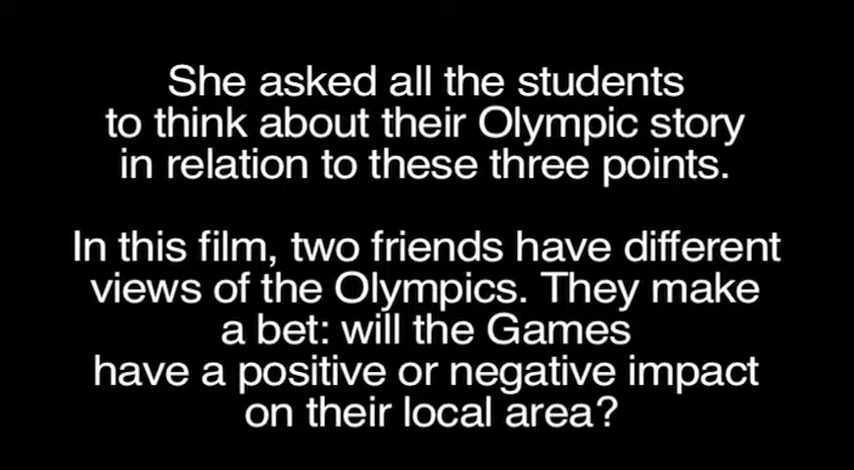 She asked all the students
to think about their Olympic story
in relation to these three points.
In this film, two friends have different
views of the Olympics. They make
a bet: will the Games
have a positive or negative impact
on their local area?